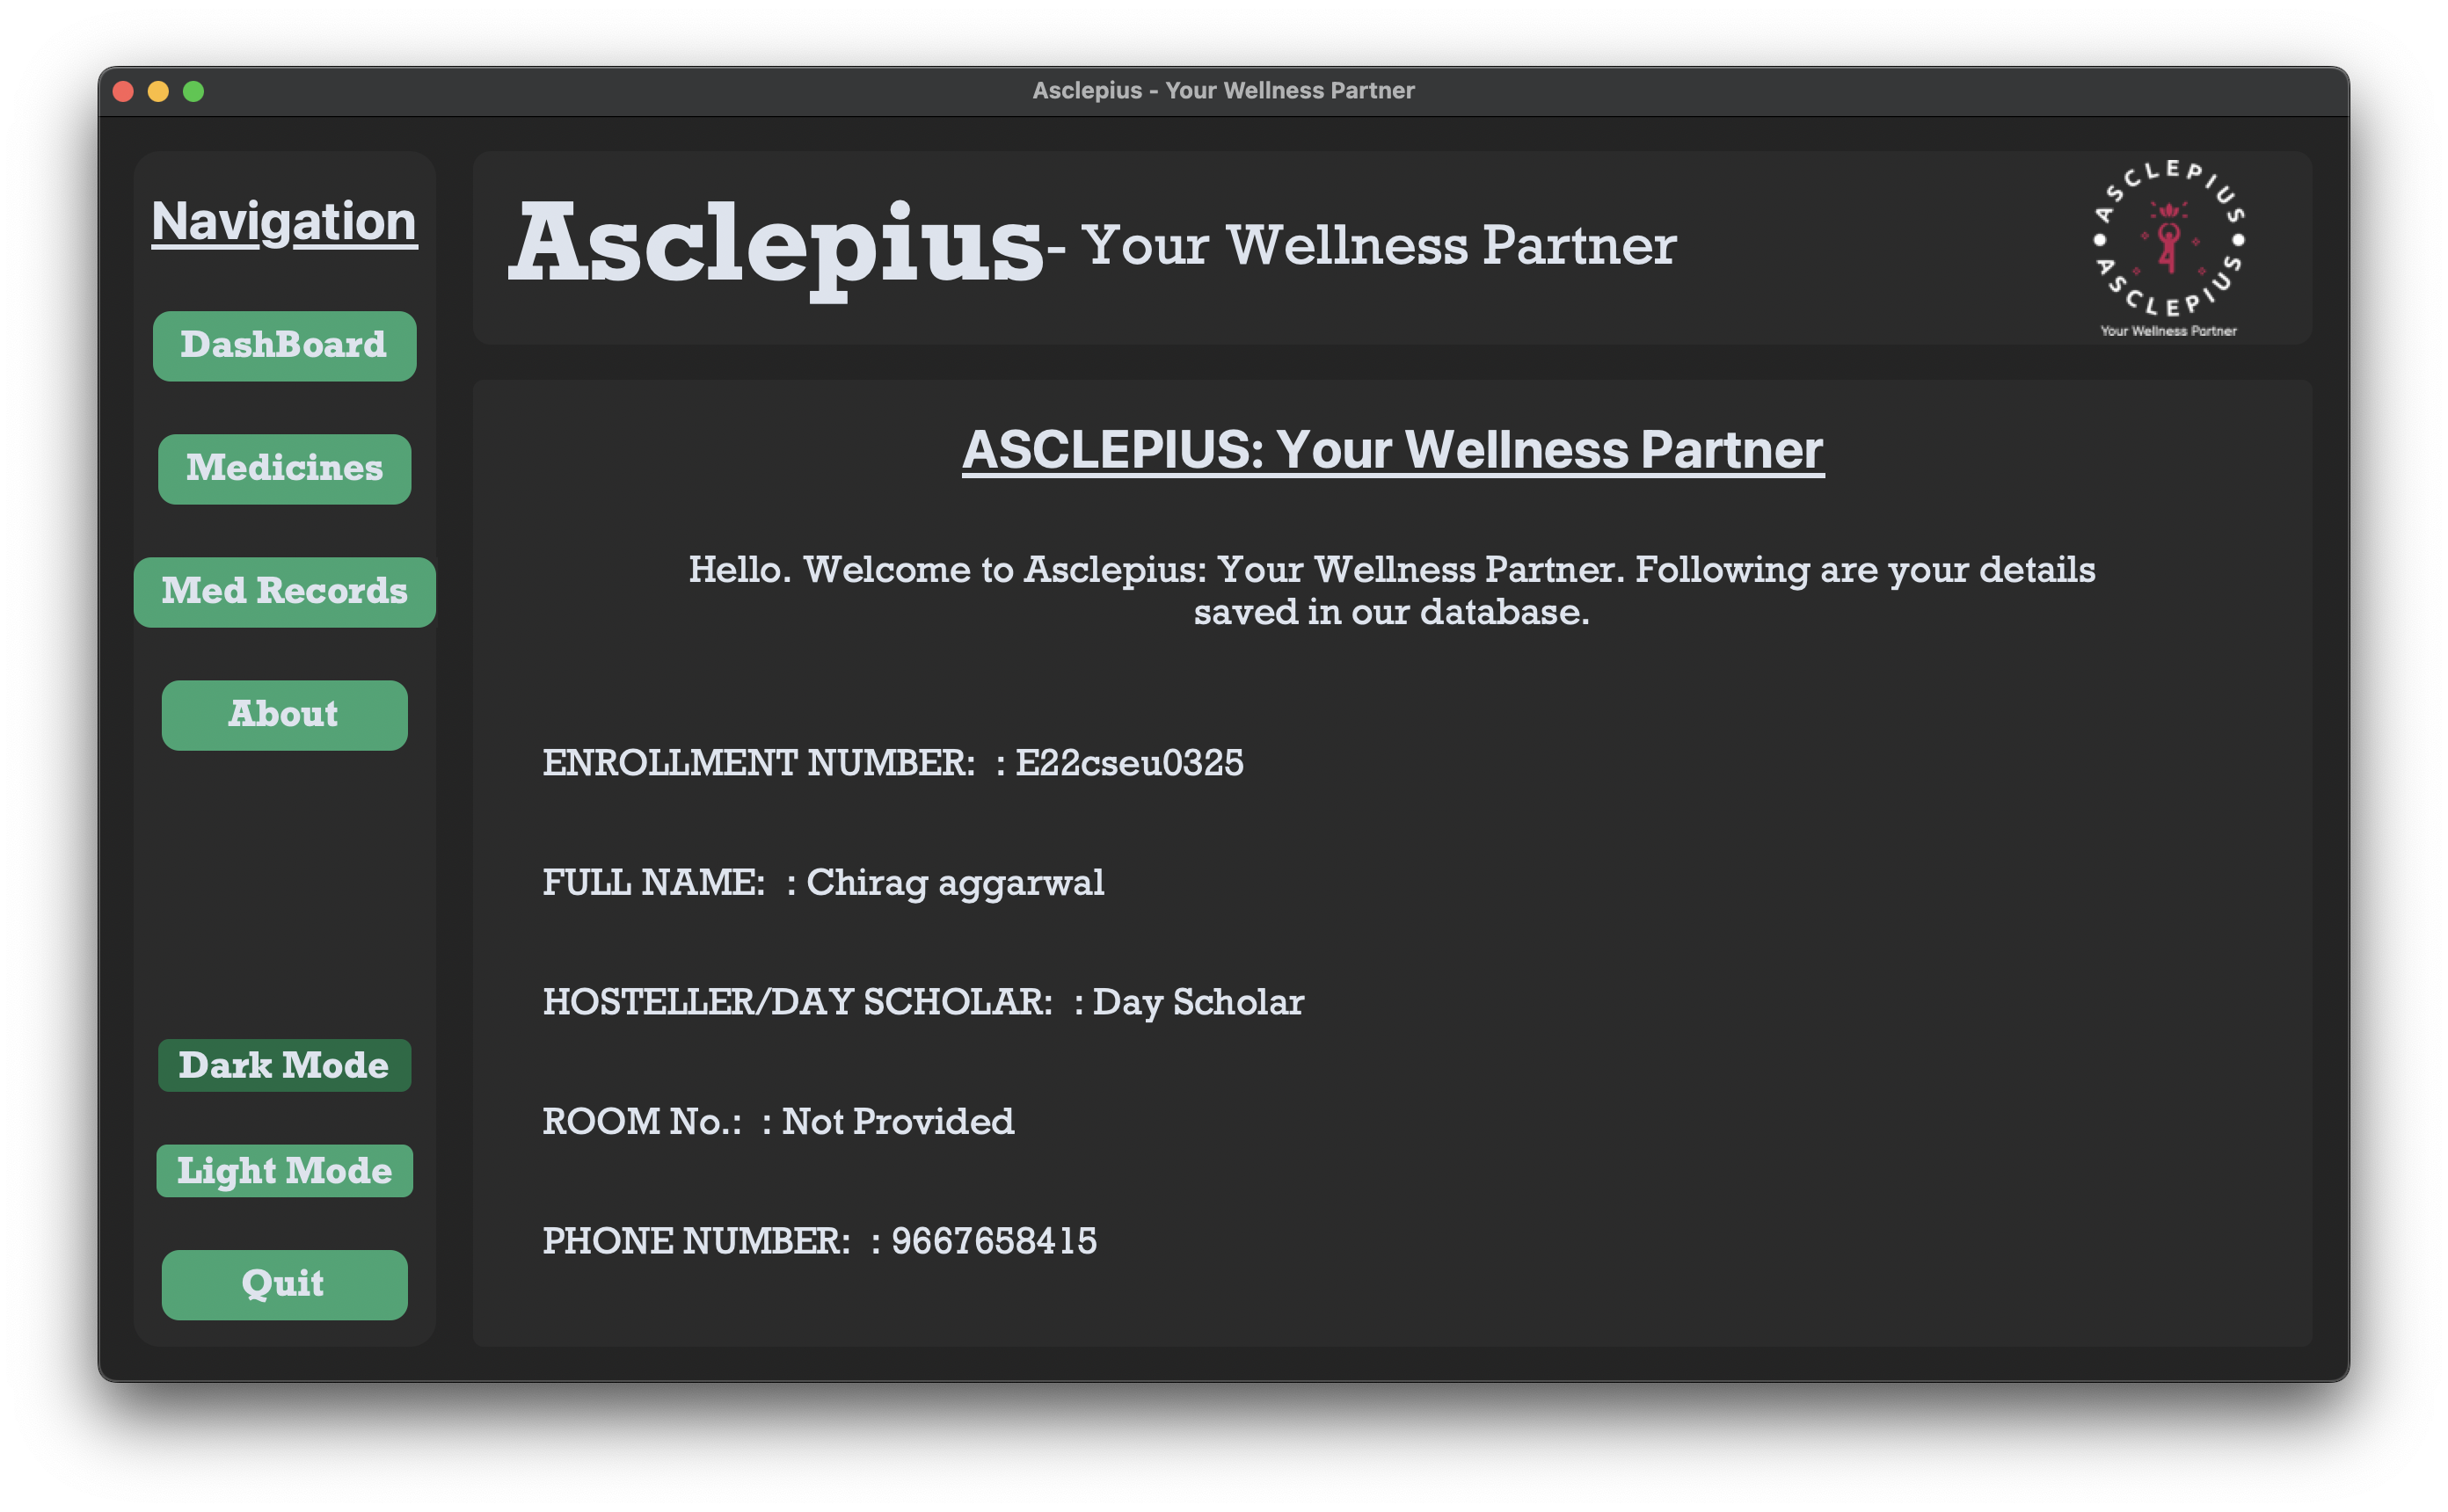 Asclepius - Your Wellness Partner
Navigation
DashBoard
Medicines
Med Records
About
Dark Mode
Light Mode
Quit
Asclepius- Your Wellness Partner
ASCLEPIUS
ASCLEPIUS
Your Wellness Partner
ASCLEPIUS: Your Wellness Partner
Hello. Welcome to Asclepius: Your Wellness Partner. Following are your details
saved in our database.
ENROLLMENT NUMBER:  : E22cseu0325
FULL NAME:  : Chirag aggarwal
HOSTELLER/DAY SCHOLAR:  : Day Scholar
ROOM No.:  : Not Provided
PHONE NUMBER:  : 9667658415